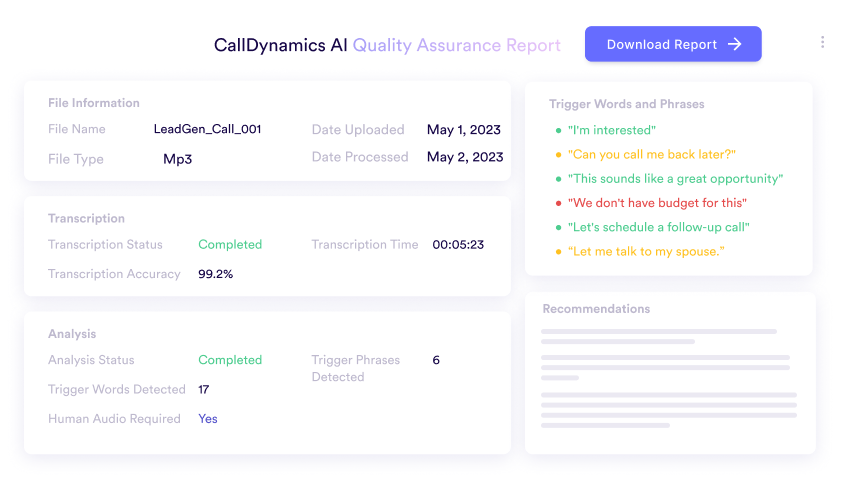 CallDynamics AI Quality Assurance Report
Download Report
File Information
File Name LeadGen_Call_001 Date Uploaded May 1, 2023
File Type Mp3 Date Processed May 2, 2023
Transcription
Transcription Status Completed Transcription Time 00:05:23
Transcription Accuracy 99.2%
Analysis
Analysis Status Completed Trigger Phrases 6
Detected
Trigger Words Detected 17
Human Audio Required Yes
Trigger Words and Phrases
"I'm interested"
"Can you call me back later?"
"This sounds like a great opportunity"
"We don't have budget for this"
"Let's schedule a follow-up call"
“Let me talk to my spouse.”
Recommendations